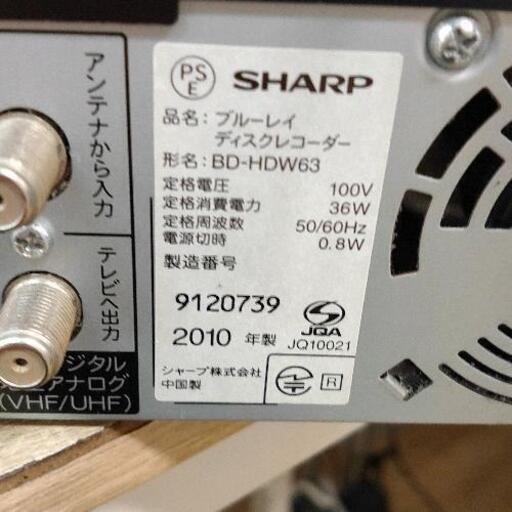 アンテナから入力
テレビへ出力
ジタル
アナログ
(VHF/UHF)
PS
E
SHARP
品名: ブルーレイ
ディスクレコーダー
形名: BD-HDW63
定格電圧 100V
定格消費電力 36W
定格周波数 50/60Hz
電源切時 0.8W
製造番号
9120739
2010 年製
JQA
JQ10021
シャープ株式会社
中国製
R